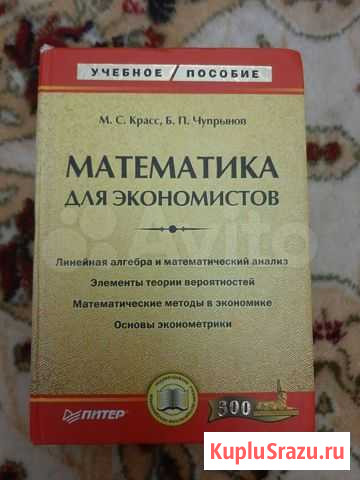 УЧЕБНОЕ / ПОСОБИЕ
М. С. Красс, Б. П. Чупрынов
МАТЕМАТИКА
ДЛЯ ЭКОНОМИСТОВ
Avito
Линейная алгебра и математический анализ
Элементы теории вероятностей
Математические методы в экономике
Основы эконометрики
300
ПИТЕР
KupluSrazu.ru